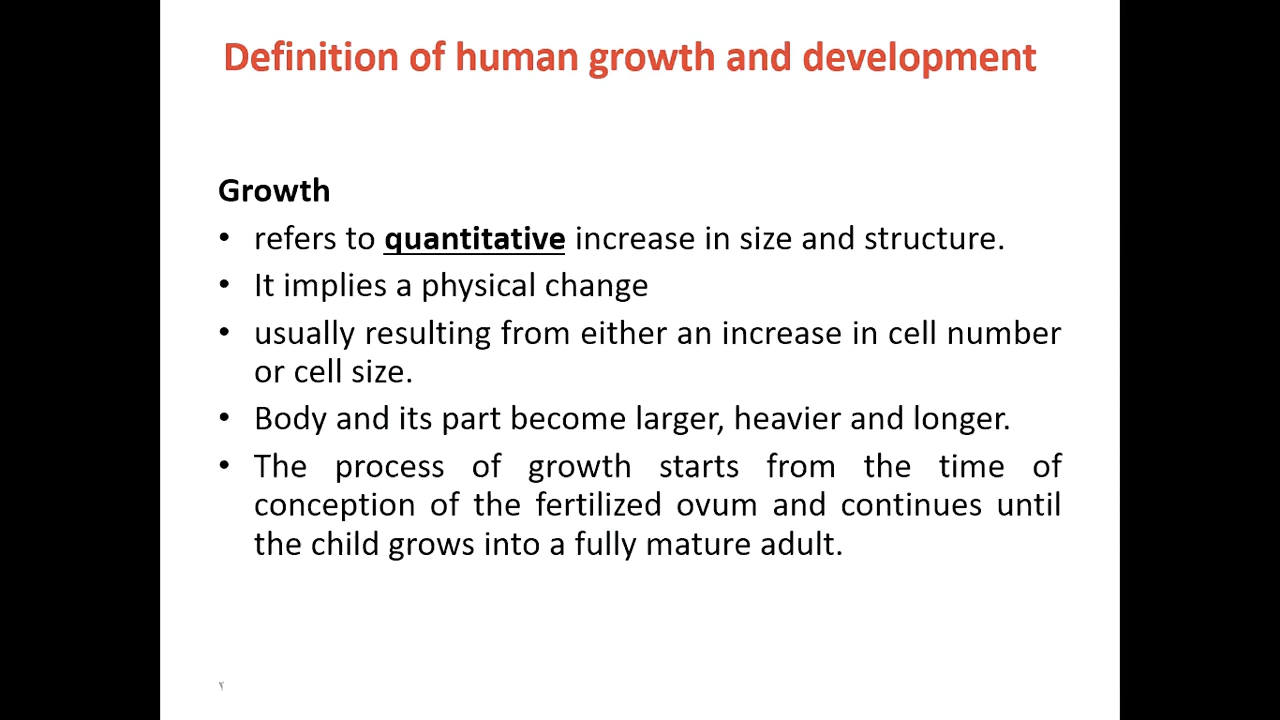 Definition of human growth and development
Growth
• refers to quantitative increase in size and structure.
• It implies a physical change
• usually resulting from either an increase in cell number
or cell size.
• Body and its part become larger, heavier and longer.
• The process of growth starts from the time of
conception of the fertilized ovum and continues until
the child grows into a fully mature adult.
٢